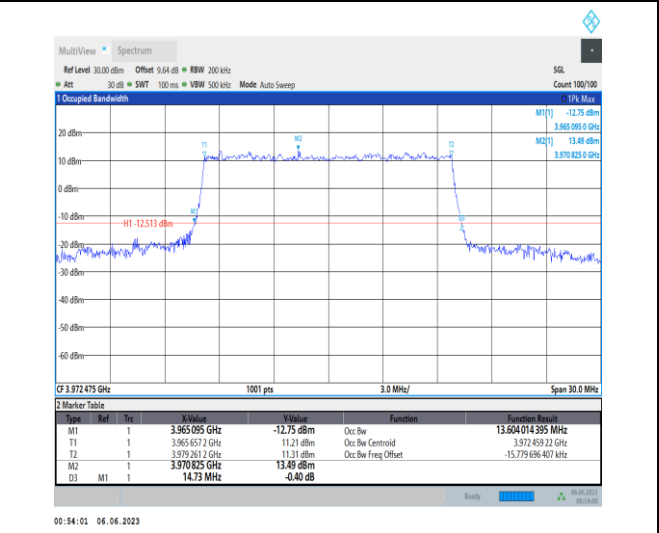 MultiView Spectrum
Ref Level 30.00 dBm Offset 9.64 dB RBW 200 kHz SGL
Att 30 dB SWT 100 ms VBW 500 kHz Mode Auto Sweep Count 100/100
1 Occupied Bandwidth 1Pk Max
M1[1] -12.75 dBm
3.965 095 0 GHz
M2[1] 13.49 dBm
3.970 825 0 GHz
20 dBm
T1 M2 T2
10 dBm
0 dBm
-10 dBm
M1
H1 -12.513 dBm
-20 dBm
-30 dBm
-40 dBm
-50 dBm
-60 dBm
CF 3.972 475 GHz 1001 pts 3.0 MHz/ Span 30.0 MHz
2 Marker Table
Type Ref Trc X-Value Y-Value Function Function Result
M1 1 3.965 095 GHz -12.75 dBm Occ Bw 13.604 014 395 MHz
T1 1 3.965 657 2 GHz 11.21 dBm Occ Bw Centroid 3.972 459 22 GHz
T2 1 3.979 261 2 GHz 11.31 dBm Occ Bw Freq Offset -15.779 696 407 kHz
M2 1 3.970 825 GHz 13.49 dBm
D3 M1 1 14.73 MHz -0.40 dB
Ready 05.06.2023
00:54:00
00:54:01 06.06.2023